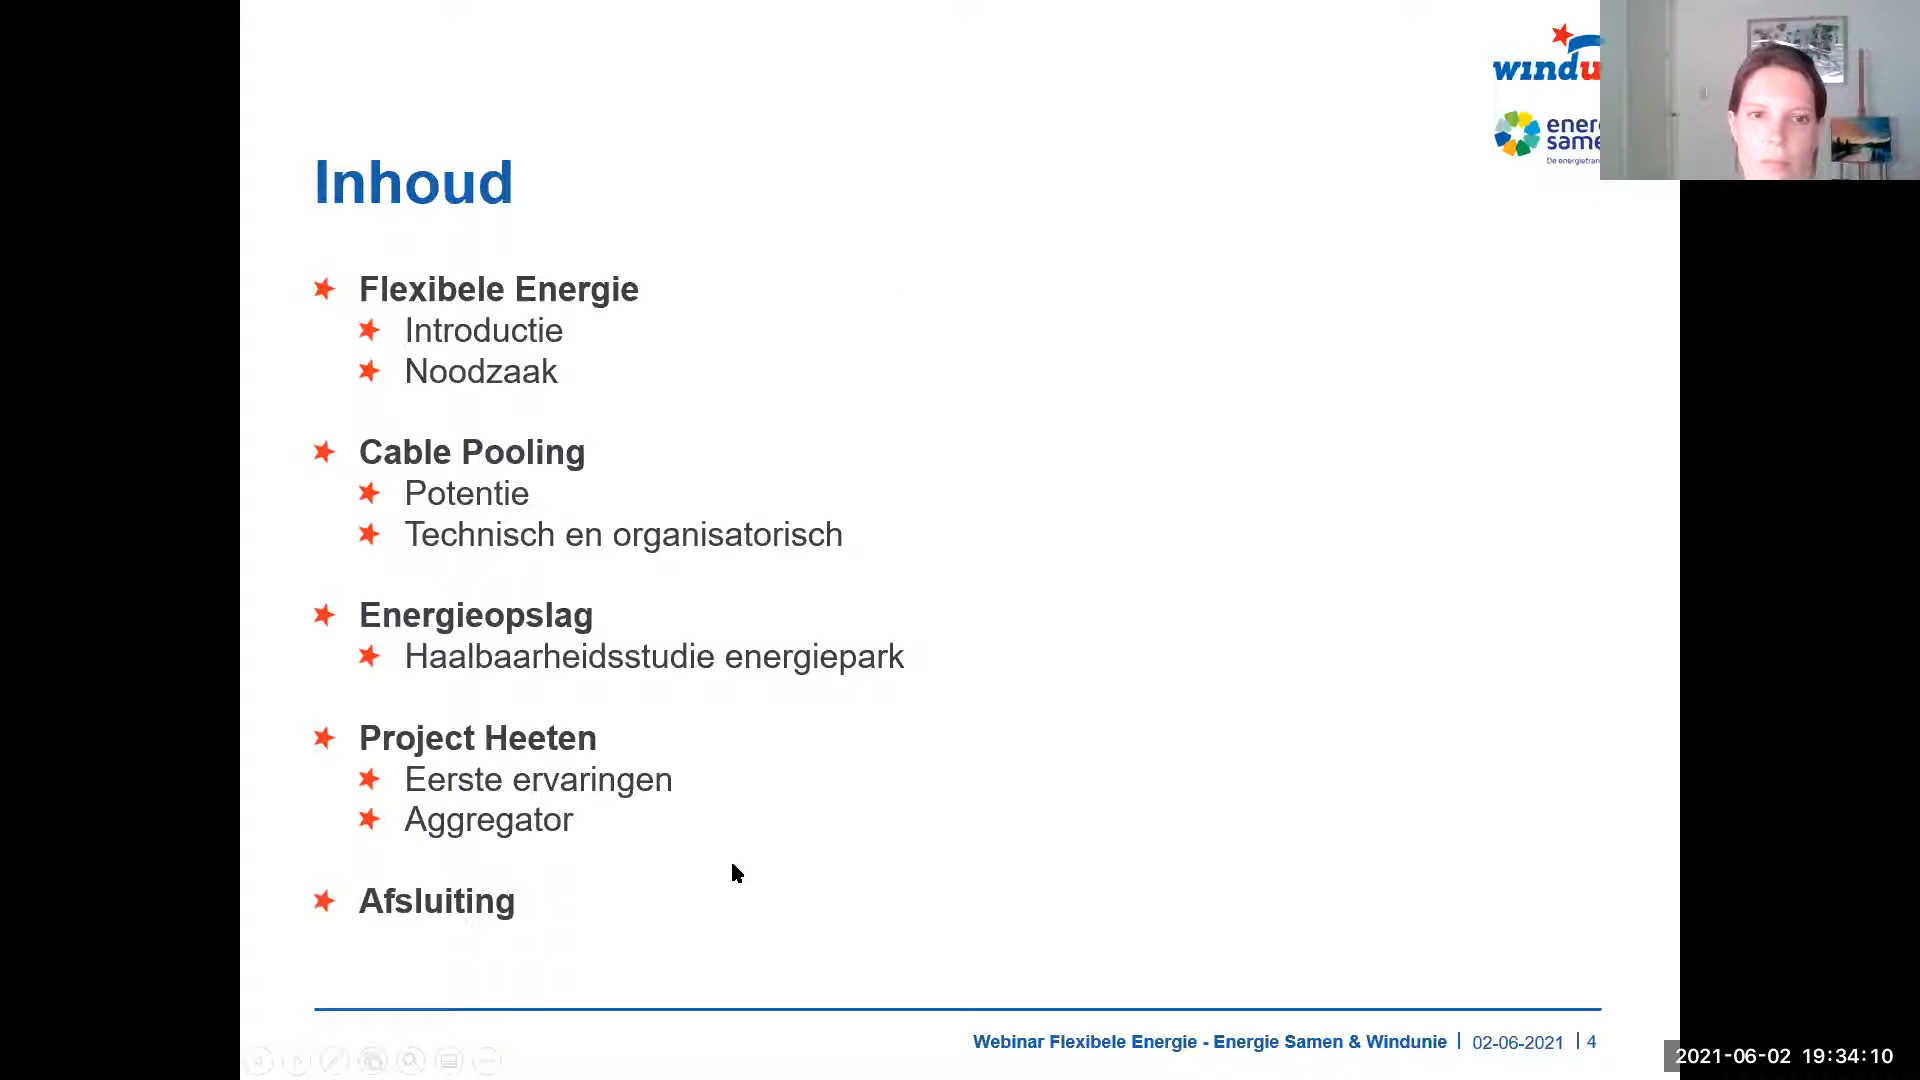 Inhoud
Flexibele Energie
Introductie
Noodzaak
Cable Pooling
Potentie
Technisch en organisatorisch
Energieopslag
Haalbaarheidsstudie energiepark
Project Heeten
Eerste ervaringen
Aggregator
Afsluiting
Webinar Flexibele Energie - Energie Samen & Windunie | 02-06-2021 | 4
2021-06-02 19:34:10